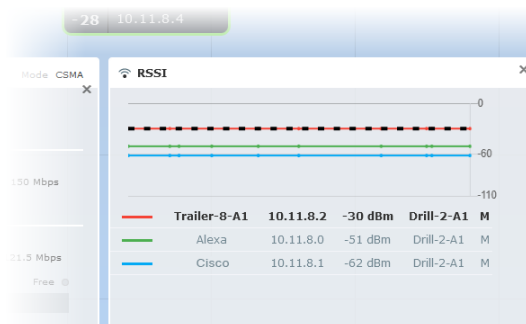 -28 10.11.8.4
Mode CSMA
150 Mbps
21.5 Mbps
Free
RSSI
0
-60
-110
Trailer-8-A1 10.11.8.2 -30 dBm Drill-2-A1 M
Alexa 10.11.8.0 -51 dBm Drill-2-A1 M
Cisco 10.11.8.1 -62 dBm Drill-2-A1 M